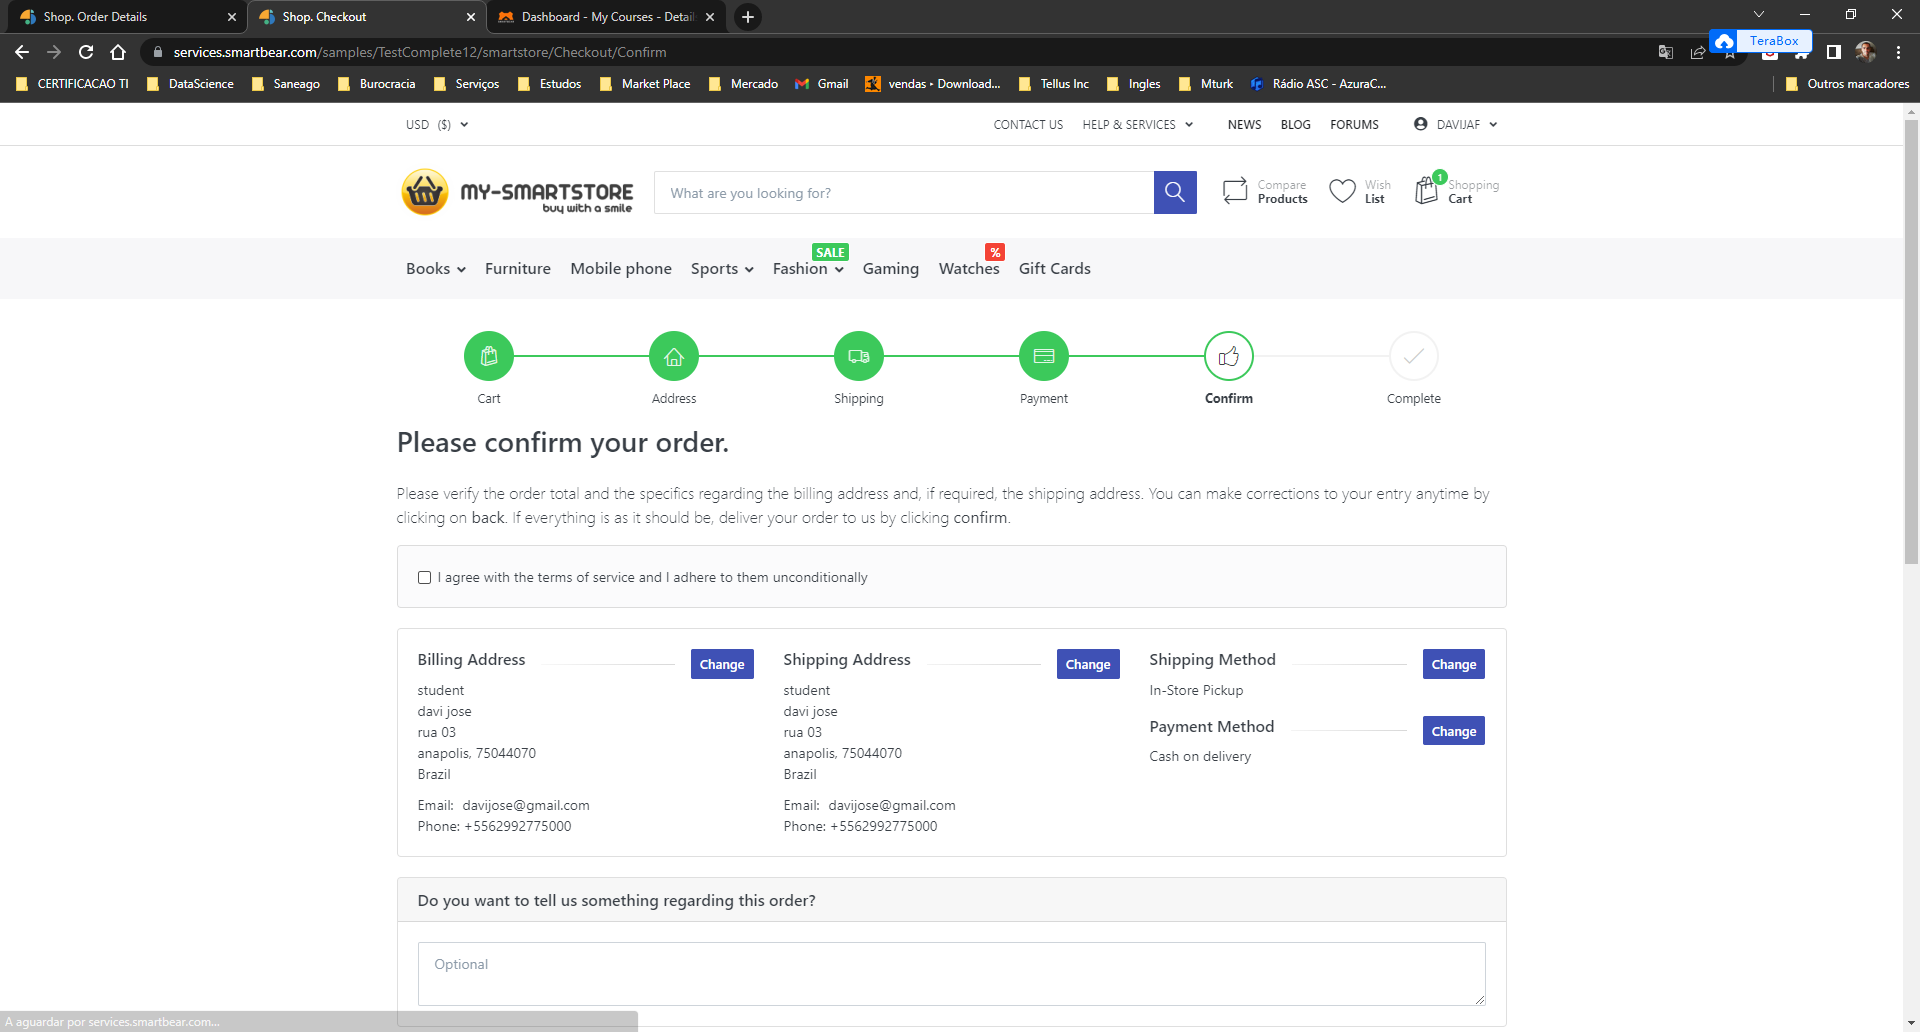 Shop. Order Details
Shop. Checkout
Dashboard - My Courses - Detail
services.smartbear.com/samples/TestComplete12/smartstore/Checkout/Confirm
TeraBox
CERTIFICACAO TI
DataScience
Saneago
Burocracia
Serviços
Estudos
Market Place
Mercado
Gmail
vendas ‣ Download...
Tellus Inc
Ingles
Mturk
Rádio ASC - AzuraC...
Outros marcadores
USD ($)
CONTACT US
HELP & SERVICES
NEWS
BLOG
FORUMS
DAVIJAF
MY-SMARTSTORE
buy with a smile
What are you looking for?
Compare
Products
Wish
List
1
Shopping
Cart
SALE
%
Books
Furniture
Mobile phone
Sports
Fashion
Gaming
Watches
Gift Cards
Cart
Address
Shipping
Payment
Confirm
Complete
Please confirm your order.
Please verify the order total and the specifics regarding the billing address and, if required, the shipping address. You can make corrections to your entry anytime by
clicking on back. If everything is as it should be, deliver your order to us by clicking confirm.
I agree with the terms of service and I adhere to them unconditionally
Billing Address
Change
student
davi jose
rua 03
anapolis, 75044070
Brazil
Email: davijose@gmail.com
Phone: +5562992775000
Shipping Address
Change
student
davi jose
rua 03
anapolis, 75044070
Brazil
Email: davijose@gmail.com
Phone: +5562992775000
Shipping Method
Change
In-Store Pickup
Payment Method
Change
Cash on delivery
Do you want to tell us something regarding this order?
Optional
A aguardar por services.smartbear.com...